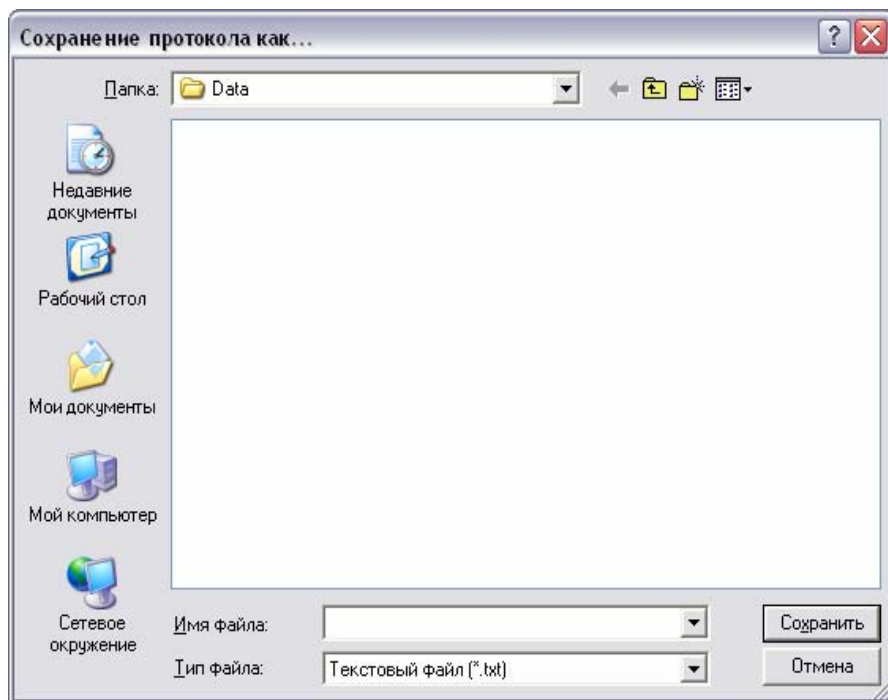 Сохранение протокола как...
Папка:
Data
Недавние
документы
Рабочий стол
Мои документы
Мой компьютер
Сетевое
окружение
Имя файла:
Сохранить
Тип файла:
Текстовый файл (*.txt)
Отмена